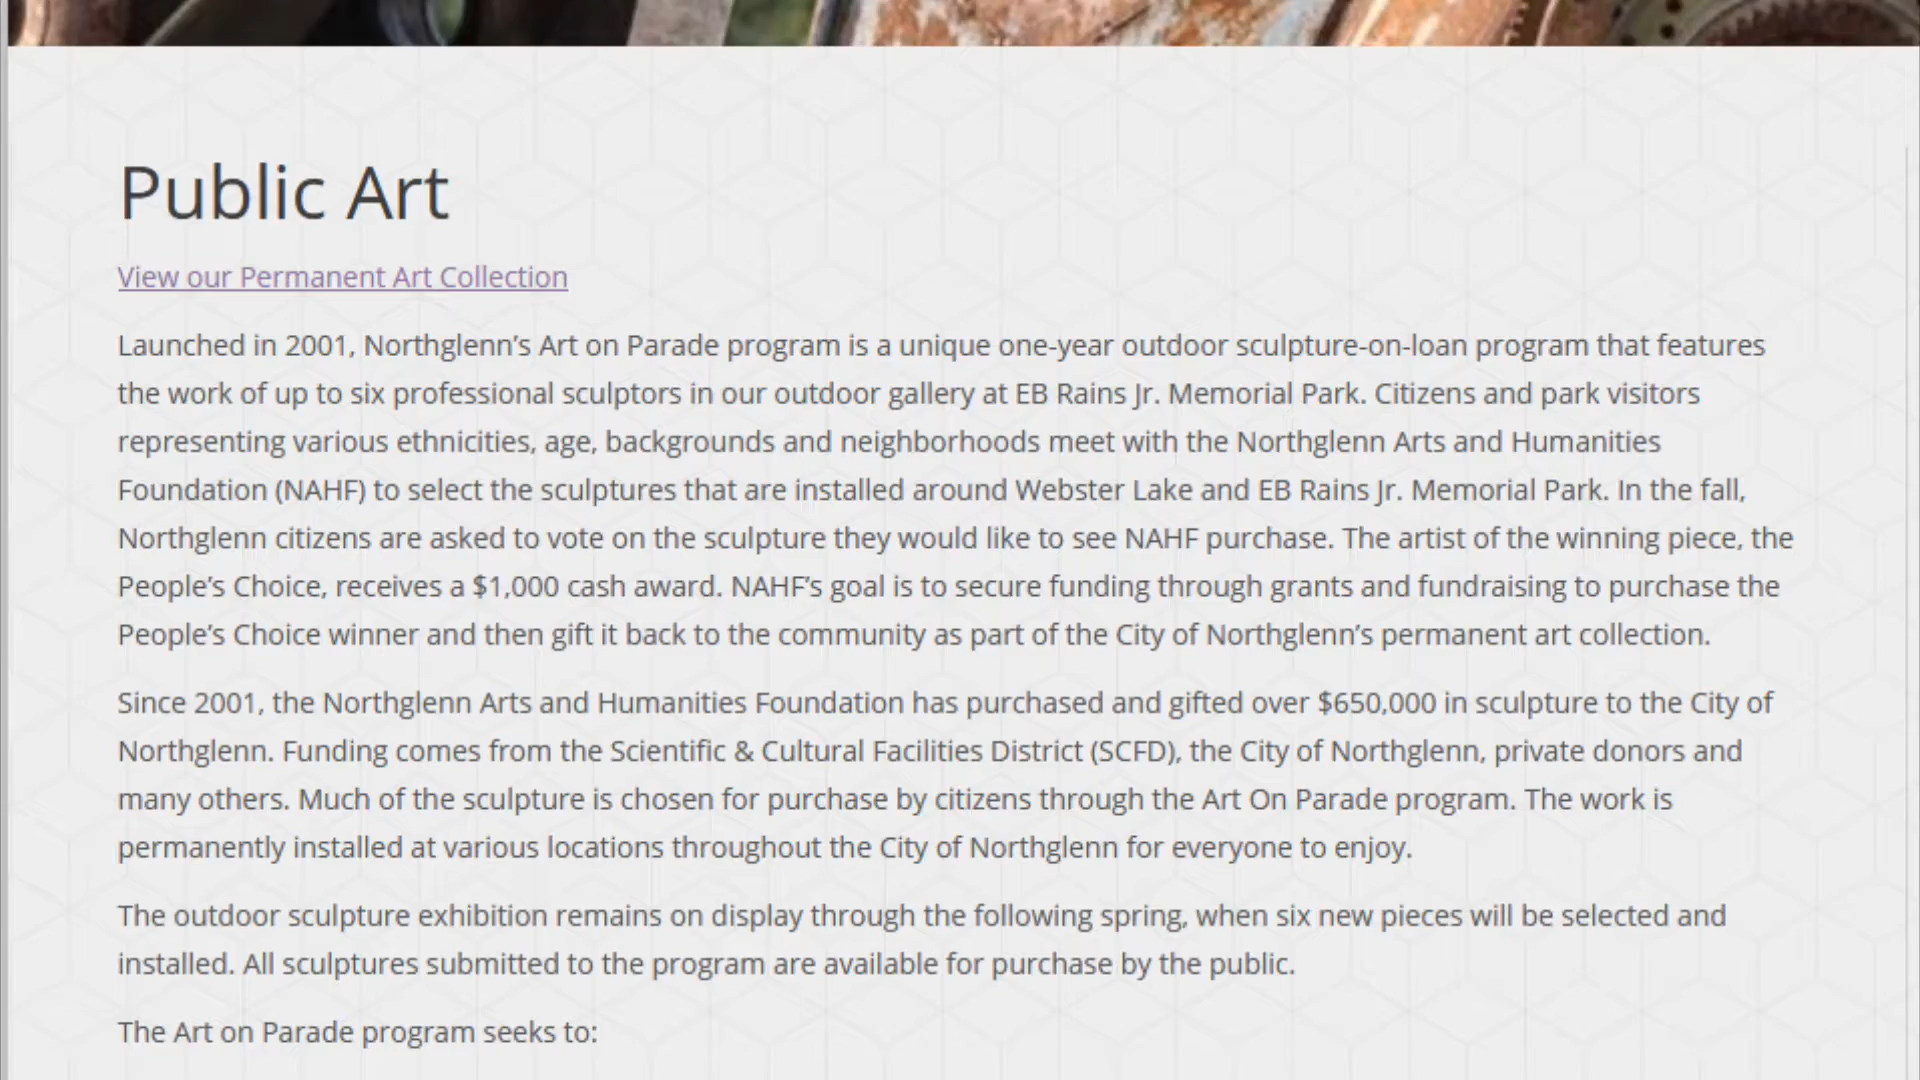 Public Art
View our Permanent Art Collection
Launched in 2001, Northglenn’s Art on Parade program is a unique one-year outdoor sculpture-on-loan program that features
the work of up to six professional sculptors in our outdoor gallery at EB Rains Jr. Memorial Park. Citizens and park visitors
representing various ethnicities, age, backgrounds and neighborhoods meet with the Northglenn Arts and Humanities
Foundation (NAHF) to select the sculptures that are installed around Webster Lake and EB Rains Jr. Memorial Park. In the fall,
Northglenn citizens are asked to vote on the sculpture they would like to see NAHF purchase. The artist of the winning piece, the
People’s Choice, receives a $1,000 cash award. NAHF’s goal is to secure funding through grants and fundraising to purchase the
People’s Choice winner and then gift it back to the community as part of the City of Northglenn’s permanent art collection.
Since 2001, the Northglenn Arts and Humanities Foundation has purchased and gifted over $650,000 in sculpture to the City of
Northglenn. Funding comes from the Scientific & Cultural Facilities District (SCFD), the City of Northglenn, private donors and
many others. Much of the sculpture is chosen for purchase by citizens through the Art On Parade program. The work is
permanently installed at various locations throughout the City of Northglenn for everyone to enjoy.
The outdoor sculpture exhibition remains on display through the following spring, when six new pieces will be selected and
installed. All sculptures submitted to the program are available for purchase by the public.
The Art on Parade program seeks to: